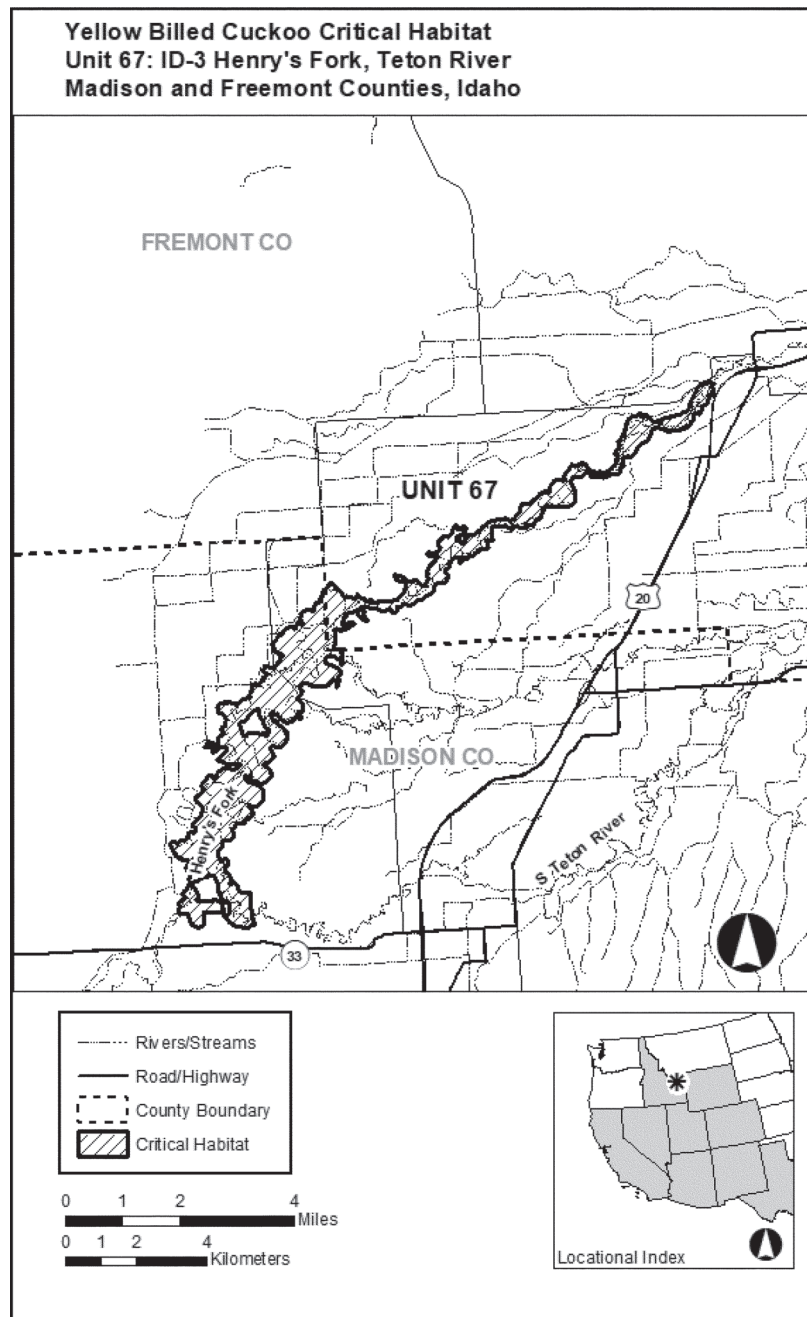 Yellow Billed Cuckoo Critical Habitat
Unit 67: ID-3 Henry's Fork, Teton River
Madison and Freemont Counties, Idaho
FREMONT CO
UNIT 67
20
MADISON CO
Henry's Fork
S Teton River
33
Rivers/Streams
Road/Highway
County Boundary
Critical Habitat
0 1 2 4
Miles
0 1 2 4
Kilometers
Locational Index